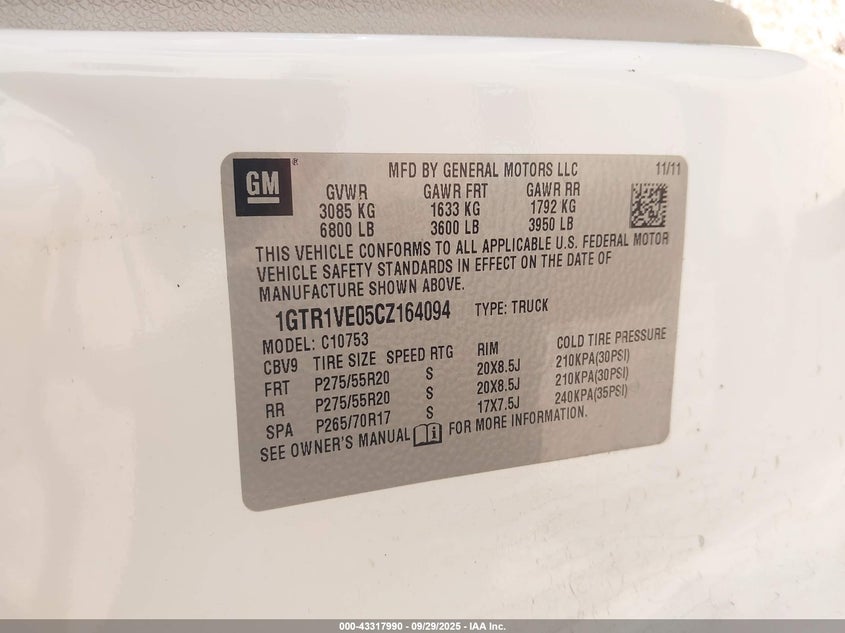 GM ® MFD BY GENERAL MOTORS LLC 11/11
GVWR GAWR FRT GAWR RR
3085 KG 1633 KG 1792 KG
6800 LB 3600 LB 3950 LB
THIS VEHICLE CONFORMS TO ALL APPLICABLE U.S. FEDERAL MOTOR
VEHICLE SAFETY STANDARDS IN EFFECT ON THE DATE OF
MANUFACTURE SHOWN ABOVE.
1GTR1VE05CZ164094 TYPE: TRUCK
MODEL: C10753
CBV9 TIRE SIZE SPEED RTG RIM COLD TIRE PRESSURE
FRT P275/55R20 S 20X8.5J 210KPA(30PSI)
RR P275/55R20 S 20X8.5J 210KPA(30PSI)
SPA P265/70R17 S 17X7.5J 240KPA(35PSI)
SEE OWNER'S MANUAL FOR MORE INFORMATION.
000-43317990 - 09/29/2025 - IAA Inc.